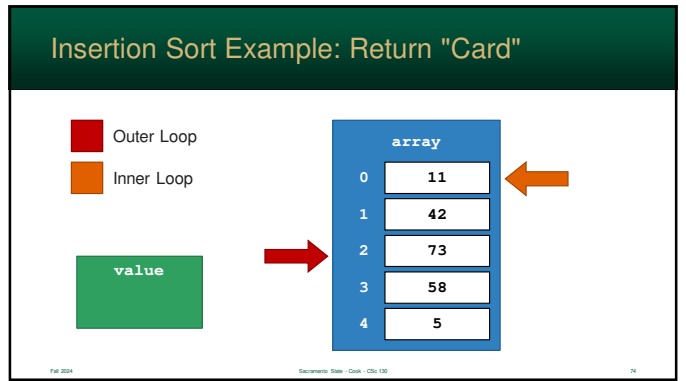 Insertion Sort Example: Return "Card"
Outer Loop
Inner Loop
value
array
0 11
1 42
2 73
3 58
4 5
Fall 2024
Sacramento State - Cook - CSc 130
74